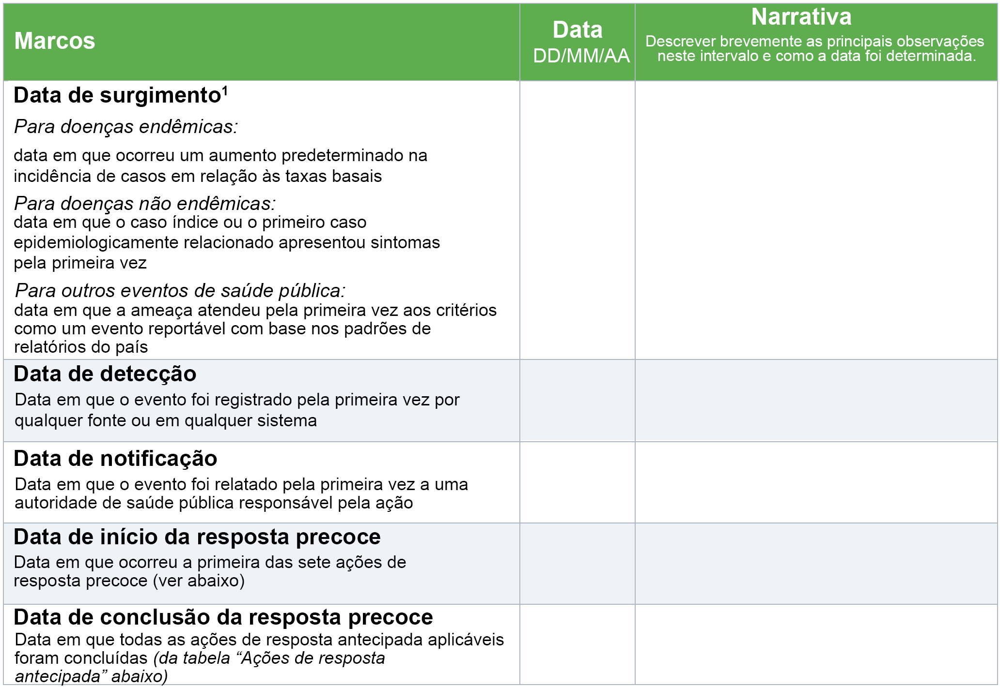 Marcos
Data
DD/MM/AA
Narrativa
Descrever brevemente as principais observações
neste intervalo e como a data foi determinada.
Data de surgimento¹
Para doenças endêmicas:
data em que ocorreu um aumento predeterminado na
incidência de casos em relação às taxas basais
Para doenças não endêmicas:
data em que o caso índice ou o primeiro caso
epidemiologicamente relacionado apresentou sintomas
pela primeira vez
Para outros eventos de saúde pública:
data em que a ameaça atendeu pela primeira vez aos critérios
como um evento reportável com base nos padrões de
relatórios do país
Data de detecção
Data em que o evento foi registrado pela primeira vez por
qualquer fonte ou em qualquer sistema
Data de notificação
Data em que o evento foi relatado pela primeira vez a uma
autoridade de saúde pública responsável pela ação
Data de início da resposta precoce
Data em que ocorreu a primeira das sete ações de
resposta precoce (ver abaixo)
Data de conclusão da resposta precoce
Data em que todas as ações de resposta antecipada aplicáveis
foram concluídas (da tabela “Ações de resposta
antecipada” abaixo)